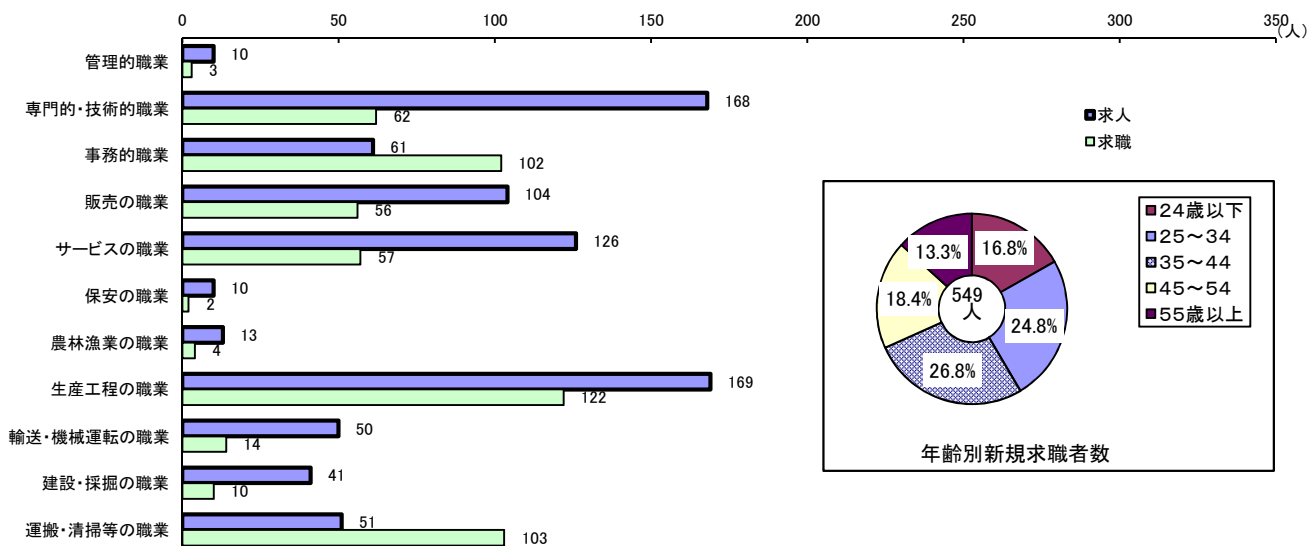 0 50 100 150 200 250 300 350
(人)
管理的職業 10
3
専門的・技術的職業 168
62
事務的職業 61
102
販売の職業 104
56
サービスの職業 126
57
保安の職業 10
2
農林漁業の職業 13
4
生産工程の職業 169
122
輸送・機械運転の職業 50
14
建設・採掘の職業 41
10
運搬・清掃等の職業 51
103
求人
求職
24歳以下
25～34
35～44
45～54
55歳以上
13.3% 16.8%
18.4% 549 24.8%
人
26.8%
年齢別新規求職者数